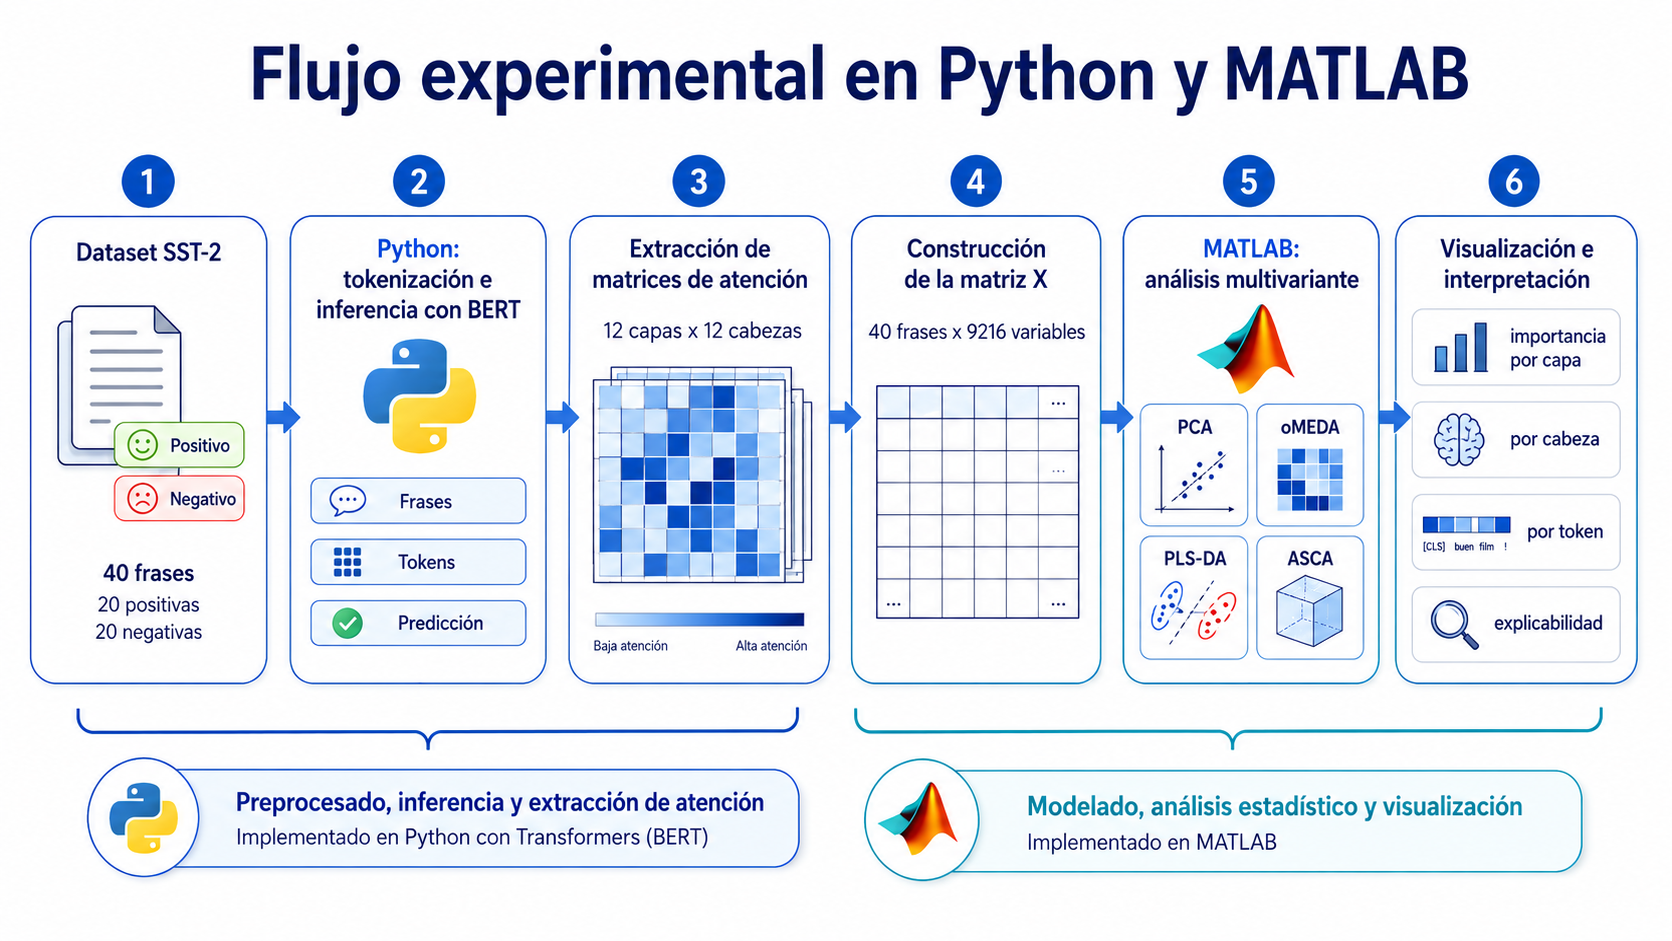 Flujo experimental en Python y MATLAB
1
Dataset SST-2
Positivo
Negativo
40 frases
20 positivas
20 negativas
2
Python:
tokenización e
inferencia con BERT
Frases
Tokens
Predicción
3
Extracción de
matrices de atención
12 capas x 12 cabezas
Baja atención
Alta atención
4
Construcción
de la matriz X
40 frases x 9216 variables
...
...
...
...
5
MATLAB:
análisis multivariante
PCA
oMEDA
PLS-DA
ASCA
6
Visualización e
interpretación
importancia
por capa
por cabeza
[CLS] buen film !
por token
explicabilidad
Preprocesado, inferencia y extracción de atención
Implementado en Python con Transformers (BERT)
Modelado, análisis estadístico y visualización
Implementado en MATLAB